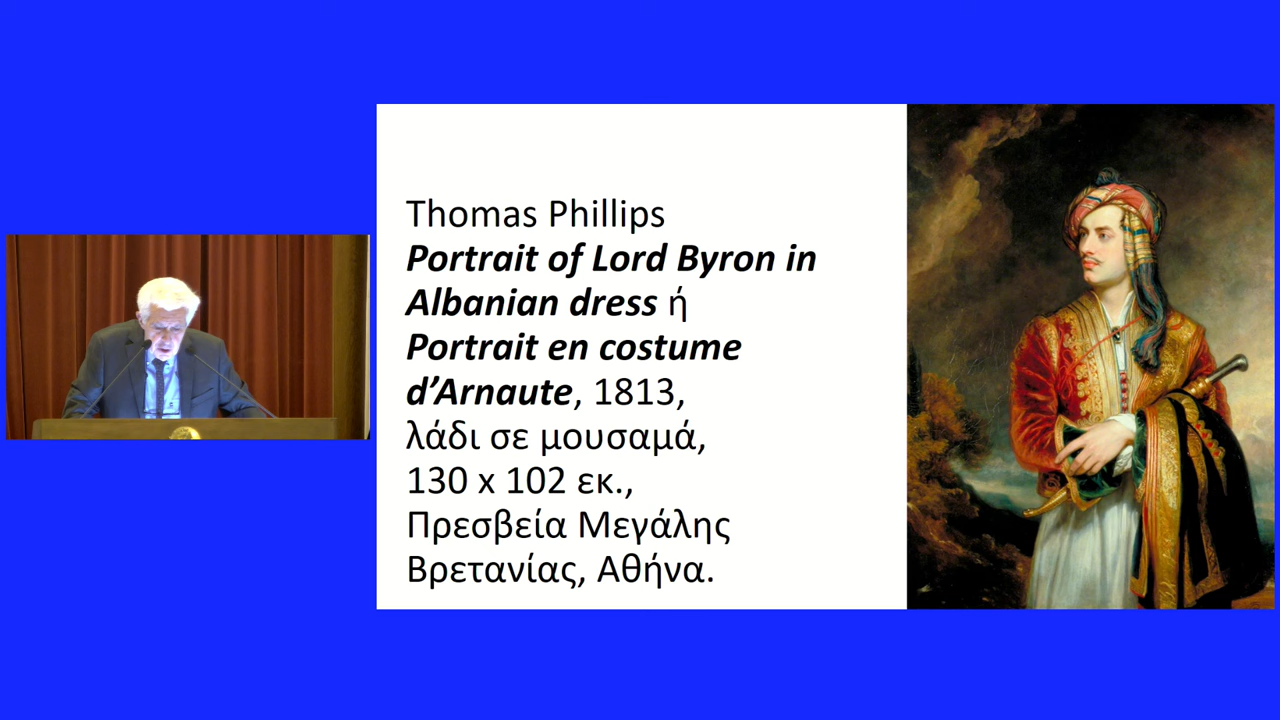 Thomas Phillips
Portrait of Lord Byron in
Albanian dress ή
Portrait en costume
d’Arnaute, 1813,
λάδι σε μουσαμά,
130 x 102 εκ.,
Πρεσβεία Μεγάλης
Βρετανίας, Αθήνα.